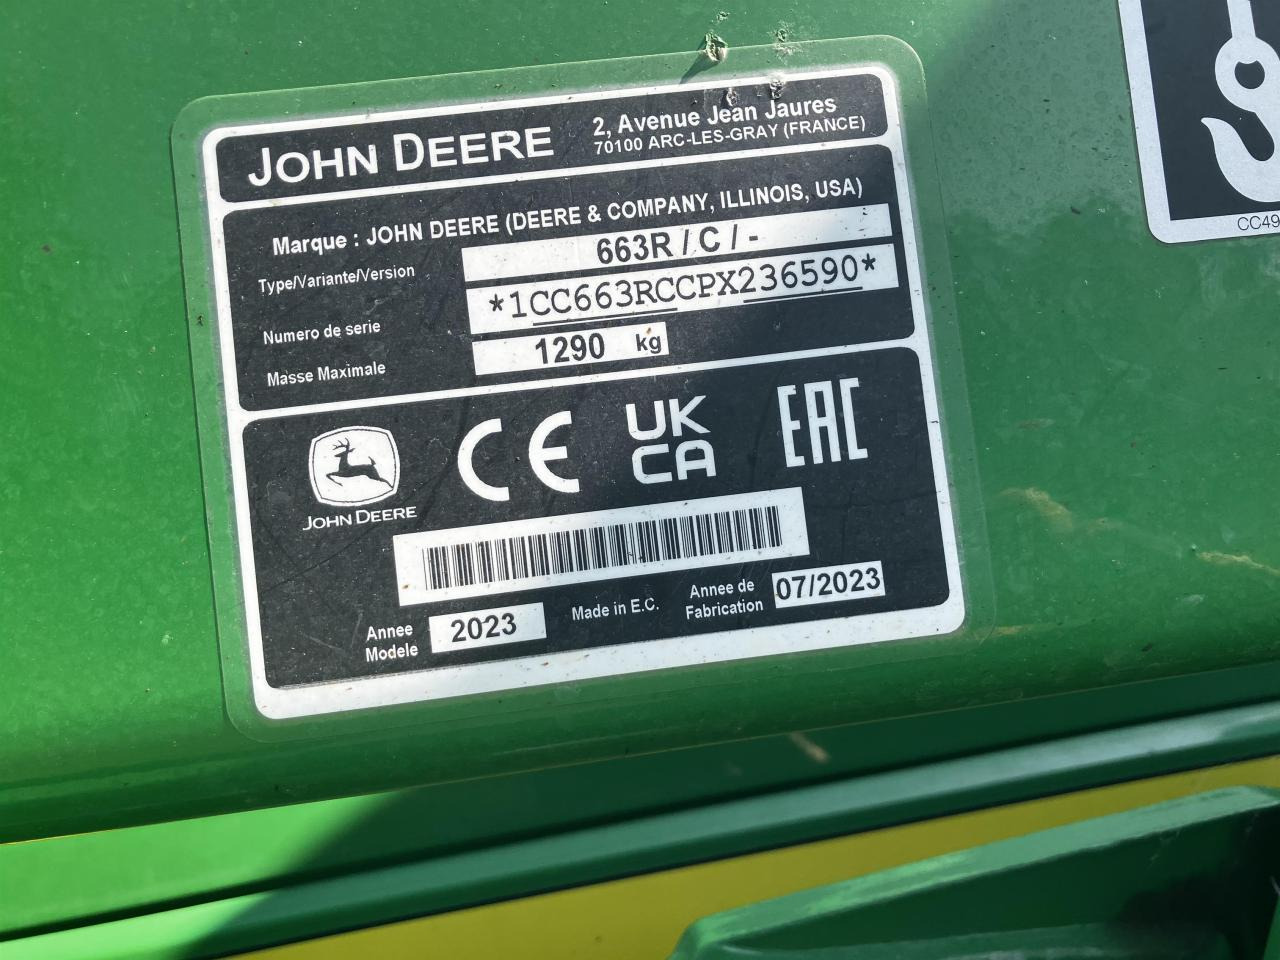 JOHN DEERE
2, Avenue Jean Jaures
70100 ARC-LES-GRAY (FRANCE)
Marque : JOHN DEERE (DEERE & COMPANY, ILLINOIS, USA)
Type/Variante/Version 663R / C / -
Numero de serie *1CC663RCCPX236590*
Masse Maximale 1290 kg
JOHN DEERE
CE
UK
CA
EAC
Annee Modele 2023
Made in E.C.
Annee de Fabrication 07/2023
CC49